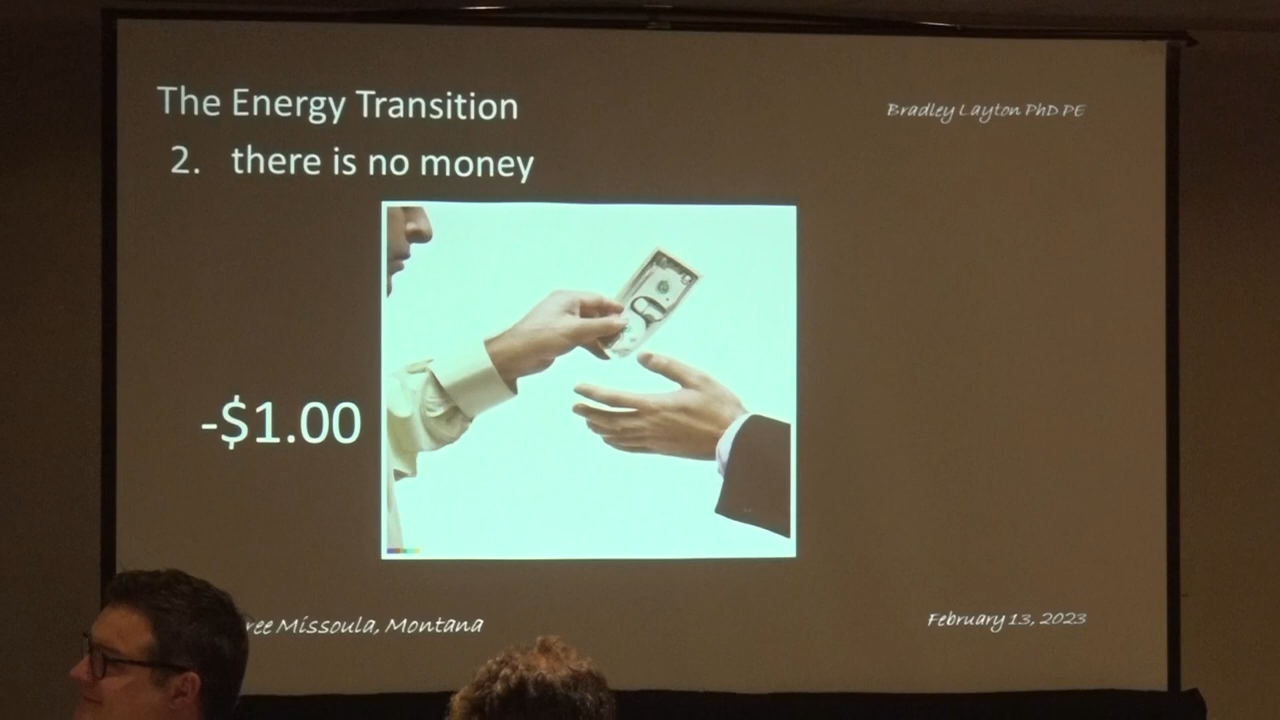 The Energy Transition
Bradley Layton PhD PE
2. there is no money
-$1.00
Missoula, Montana
February 13, 2023